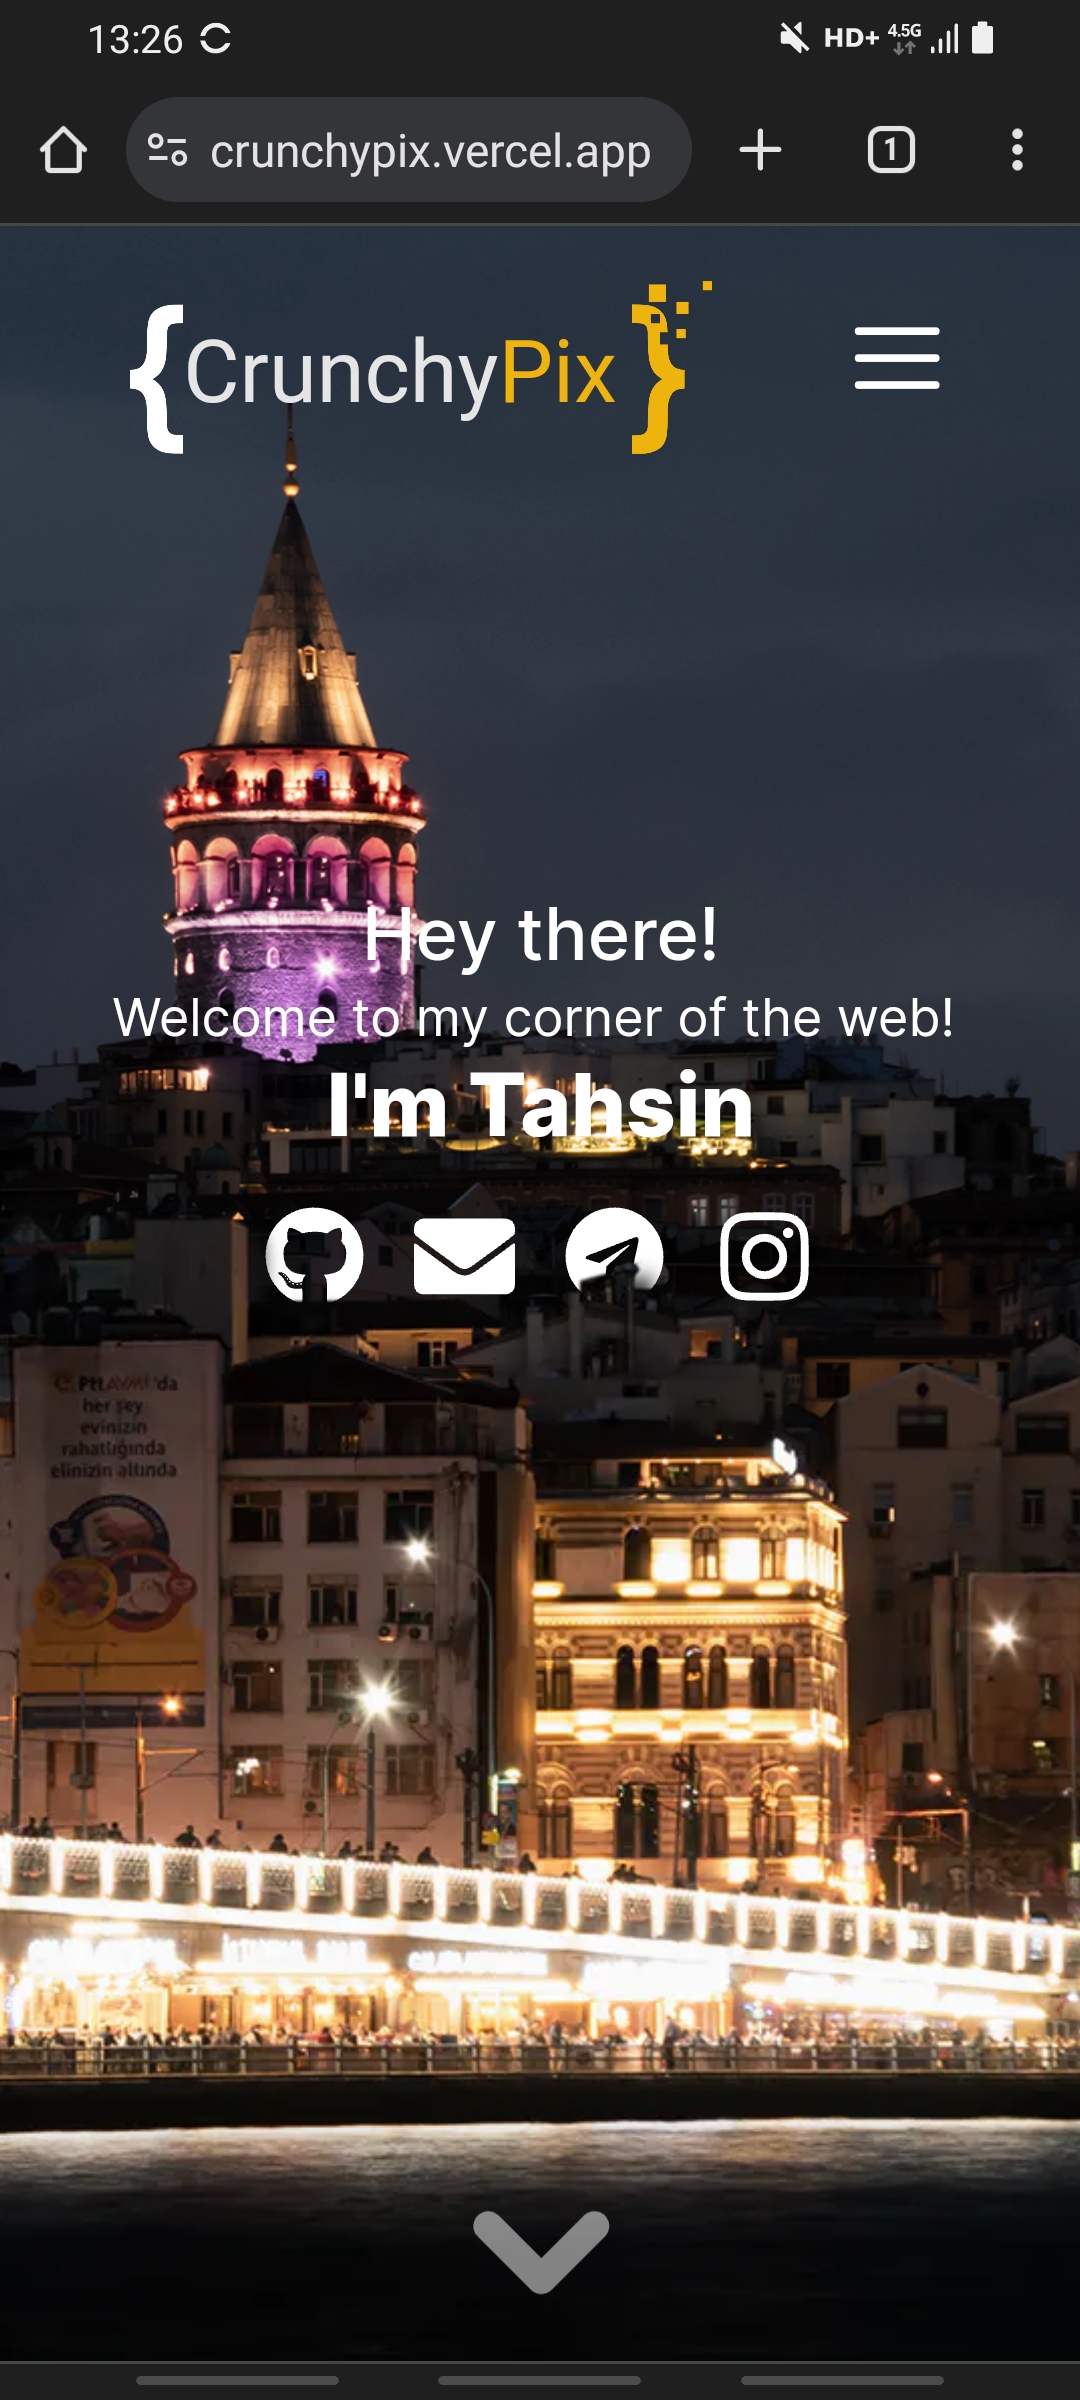 13:26
HD+ 4.5G
crunchypix.vercel.app
1
{CrunchyPix}
Hey there!
Welcome to my corner of the web!
I'm Tahsin
PttAVM 'da
her şey
evinizin
rahatlığında
elinizin altında